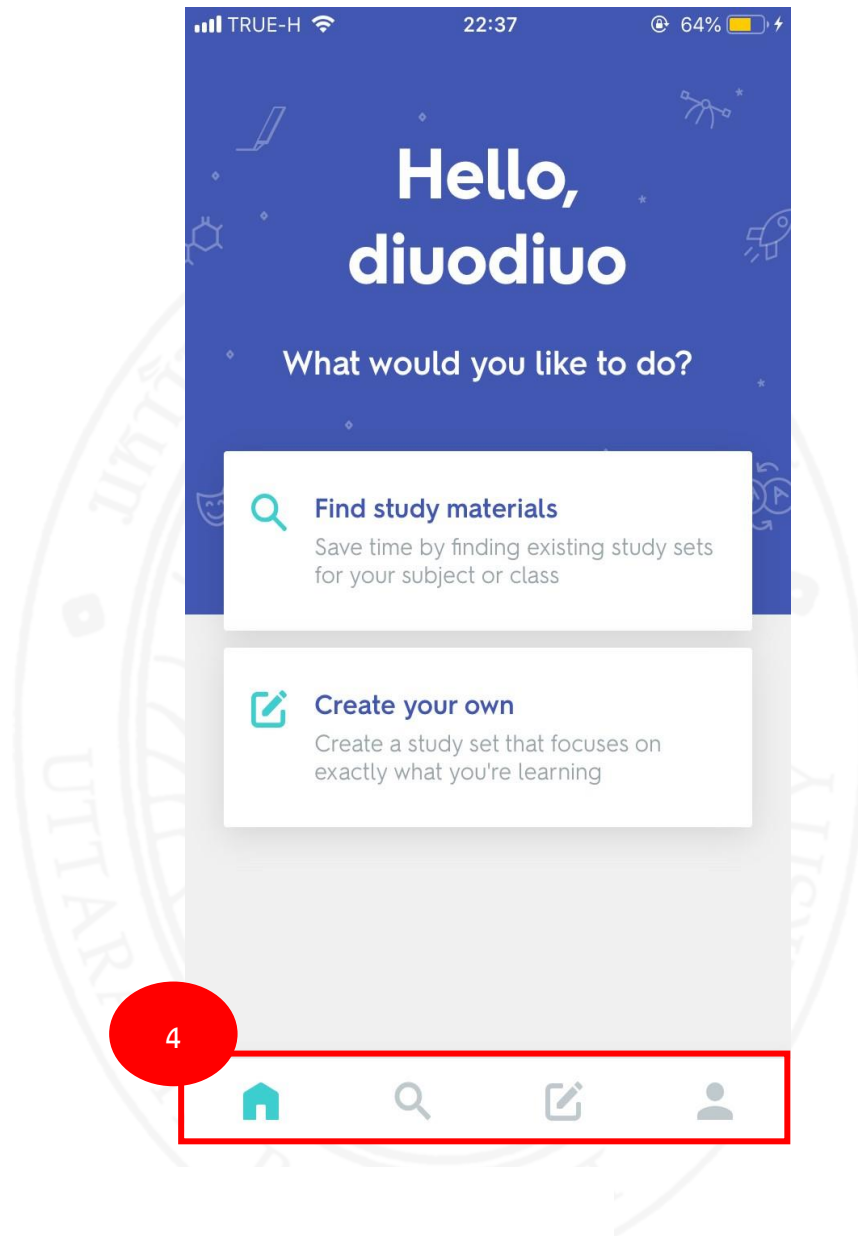 TRUE-H 22:37 64%
Hello,
diuodiuo
What would you like to do?
Find study materials
Save time by finding existing study sets
for your subject or class
Create your own
Create a study set that focuses on
exactly what you're learning
4